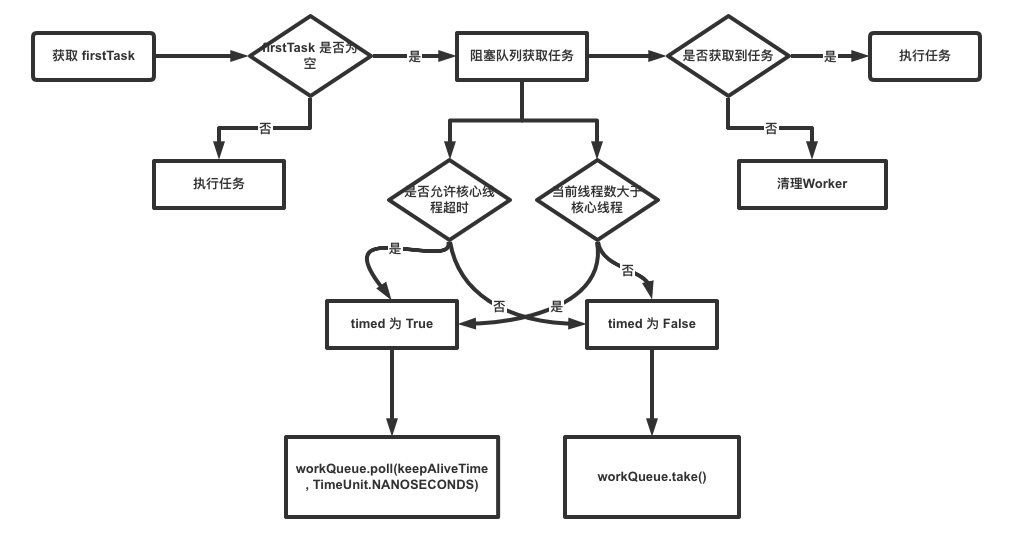 获取 firstTask
firstTask 是否为
空
是
阻塞队列获取任务
是否获取到任务
是
执行任务
否
执行任务
否
清理Worker
是否允许核心线
程超时
当前线程数大于
核心线程
是
否
否
是
timed 为 True
timed 为 False
workQueue.poll(keepAliveTime
, TimeUnit.NANOSECONDS)
workQueue.take()